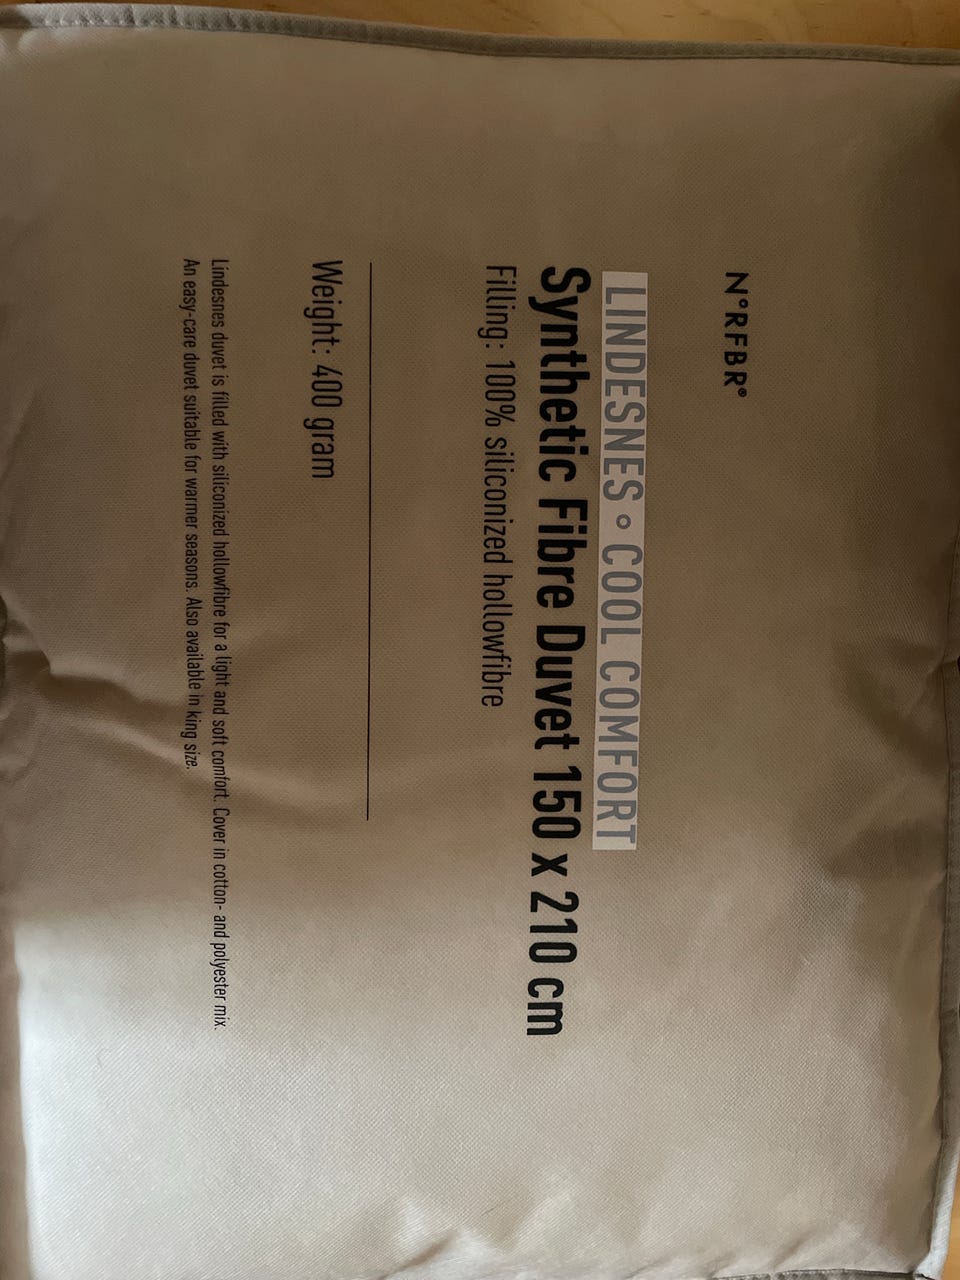 N°RFBR®
LINDESNES ∘ COOL COMFORT
Synthetic Fibre Duvet 150 x 210 cm
Filling: 100% siliconized hollowfibre
Weight: 400 gram
Lindesnes duvet is filled with siliconized hollowfibre for a light and soft comfort. Cover in cotton- and polyester mix.
An easy-care duvet suitable for warmer seasons. Also available in king size.